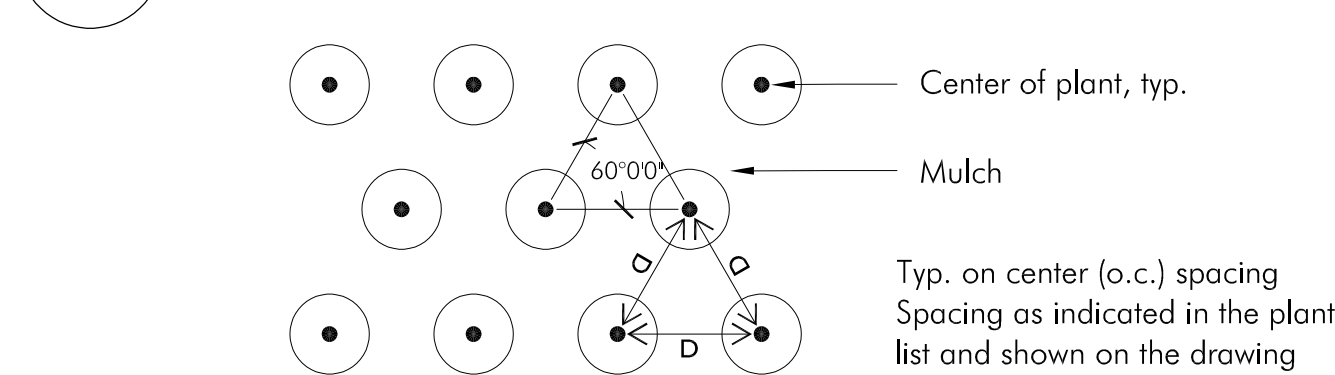 Center of plant, typ.
60°0'0"
Mulch
D
D
Typ. on center (o.c.) spacing
Spacing as indicated in the plant
list and shown on the drawing
D